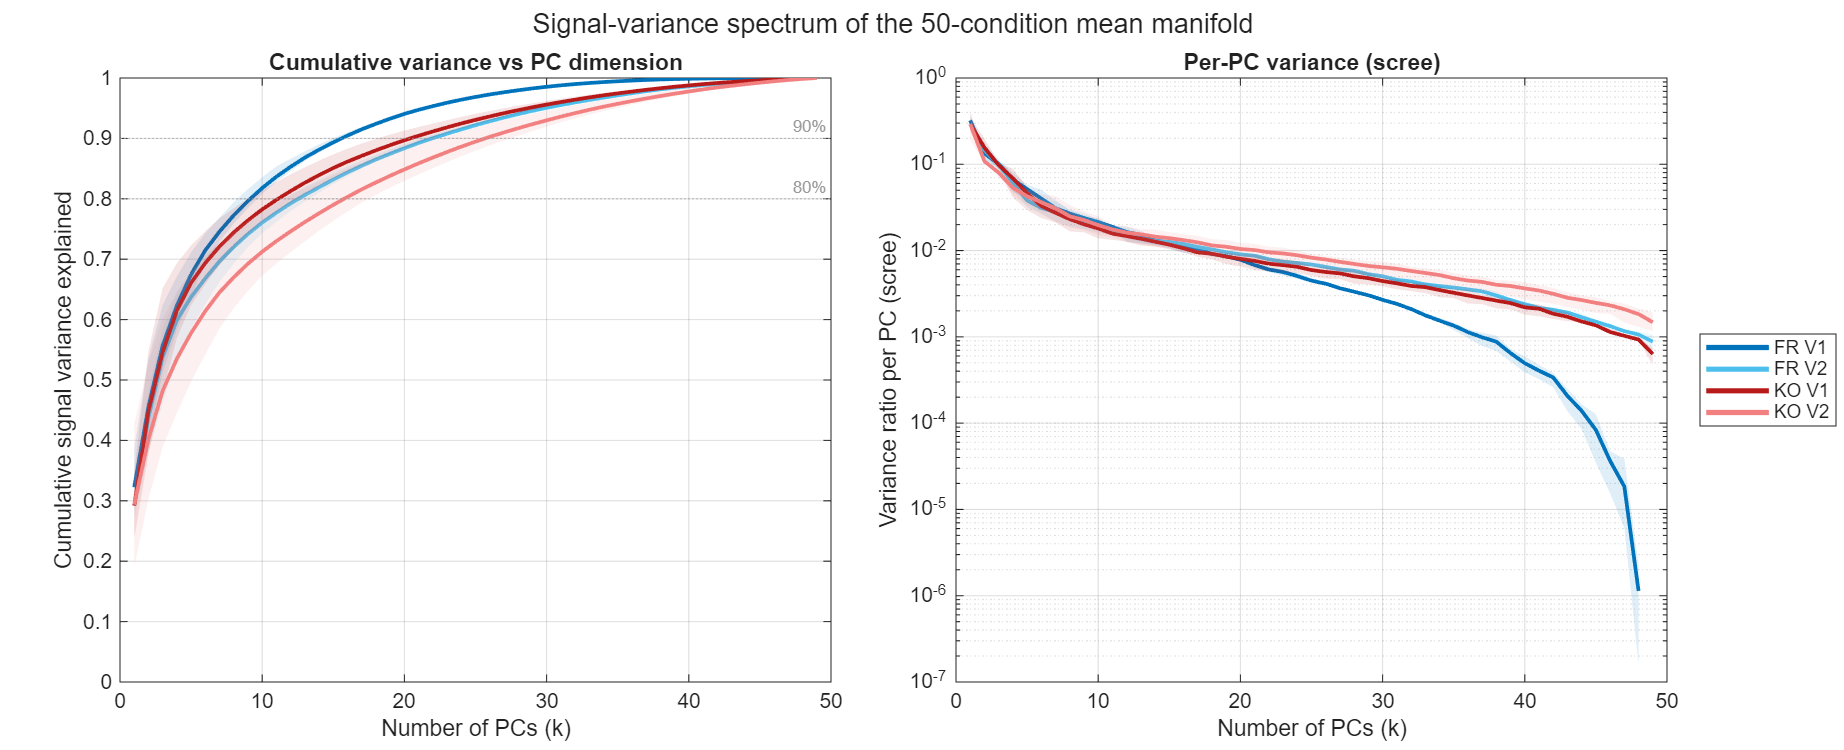 Signal-variance spectrum of the 50-condition mean manifold
Cumulative variance vs PC dimension
Cumulative signal variance explained
1
0.9
0.8
0.7
0.6
0.5
0.4
0.3
0.2
0.1
0
90%
80%
0 10 20 30 40 50
Number of PCs (k)
Per-PC variance (scree)
Variance ratio per PC (scree)
10^0
10^-1
10^-2
10^-3
10^-4
10^-5
10^-6
10^-7
0 10 20 30 40 50
Number of PCs (k)
FR V1
FR V2
KO V1
KO V2